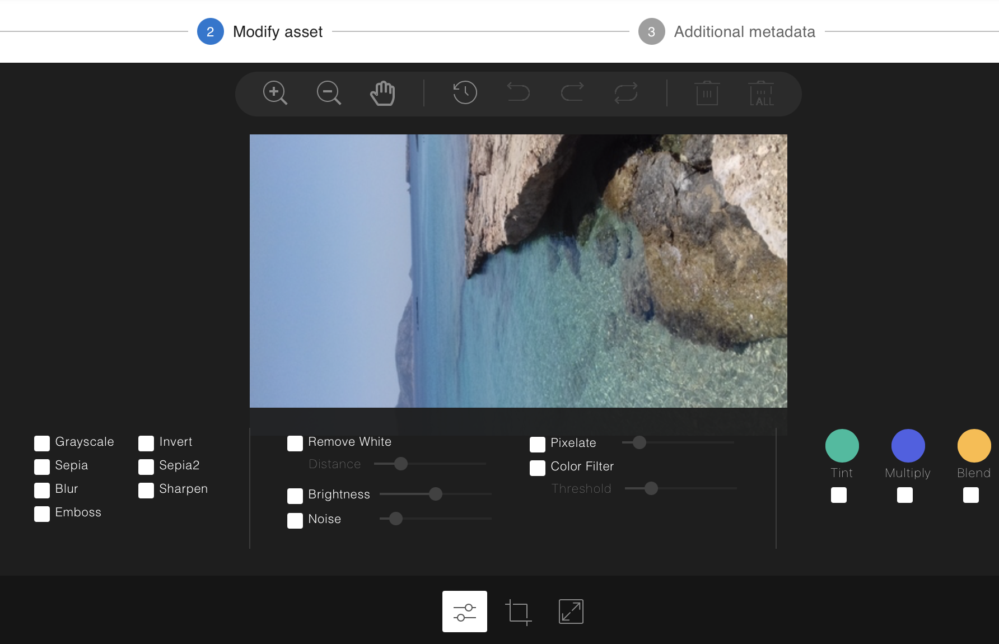 2 Modify asset
3 Additional metadata
ALL
Grayscale
Invert
Remove White
Pixelate
Sepia
Sepia2
Distance
Color Filter
Tint
Multiply
Blend
Blur
Sharpen
Brightness
Threshold
Emboss
Noise